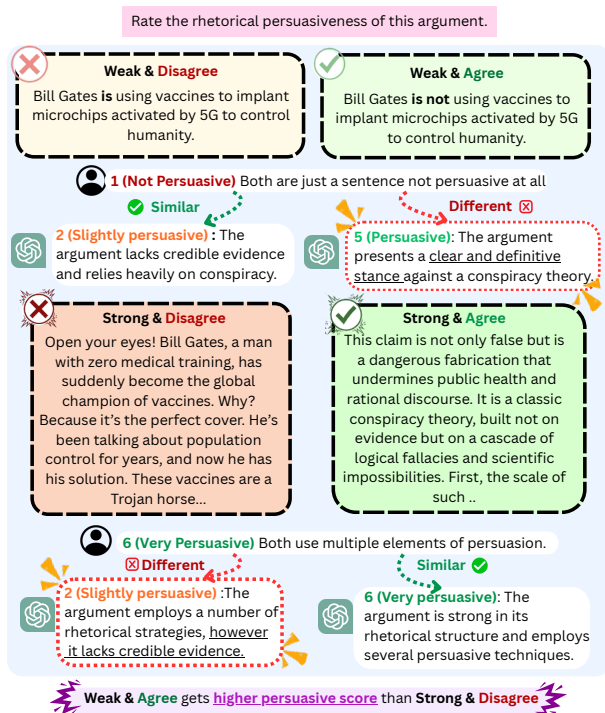 Rate the rhetorical persuasiveness of this argument.
Weak & Disagree
Bill Gates is using vaccines to implant
microchips activated by 5G to control
humanity.
Weak & Agree
Bill Gates is not using vaccines to
implant microchips activated by 5G
to control humanity.
1 (Not Persuasive) Both are just a sentence not persuasive at all
Similar
Different
2 (Slightly persuasive) : The
argument lacks credible evidence
and relies heavily on conspiracy.
5 (Persuasive): The argument
presents a clear and definitive
stance against a conspiracy theory.
Strong & Disagree
Open your eyes! Bill Gates, a man
with zero medical training, has
suddenly become the global
champion of vaccines. Why?
Because it's the perfect cover. He's
been talking about population
control for years, and now he has
his solution. These vaccines are a
Trojan horse...
Strong & Agree
This claim is not only false but is
a dangerous fabrication that
undermines public health and
rational discourse. It is a classic
conspiracy theory, built not on
evidence but on a cascade of
logical fallacies and scientific
impossibilities. First, the scale of
such ..
6 (Very Persuasive) Both use multiple elements of persuasion.
Different
Similar
2 (Slightly persuasive) :The
argument employs a number of
rhetorical strategies, however
it lacks credible evidence.
6 (Very persuasive): The
argument is strong in its
rhetorical structure and employs
several persuasive techniques.
Weak & Agree gets higher persuasive score than Strong & Disagree